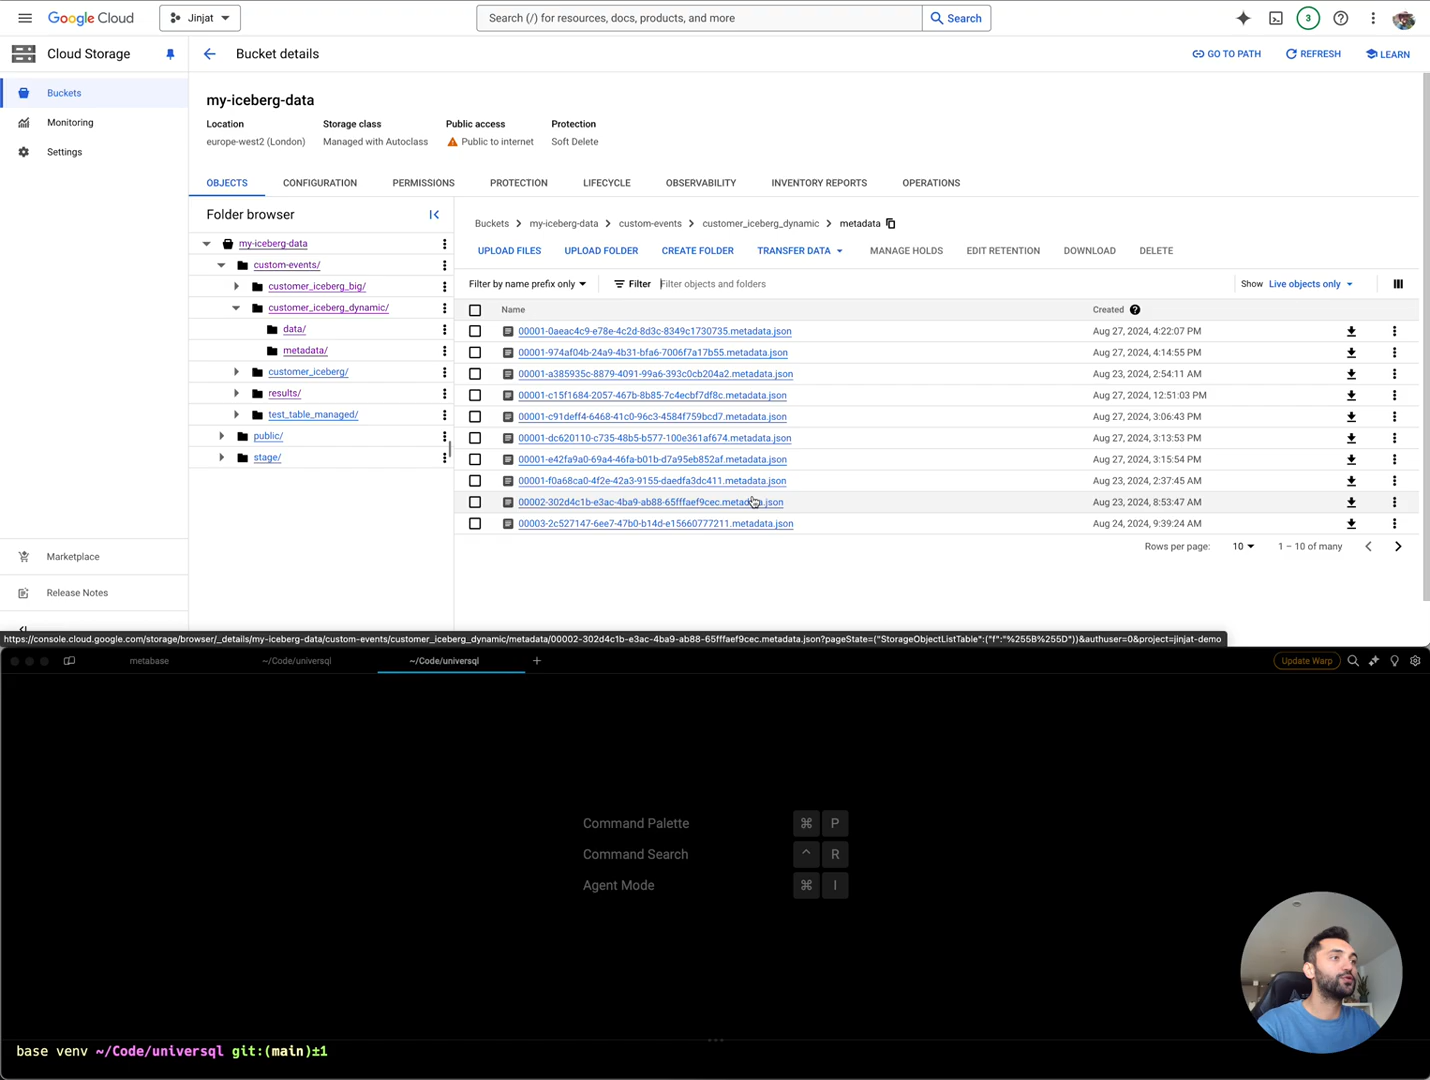 Google Cloud
Jinjat
Search (/) for resources, docs, products, and more
Search
3
Cloud Storage
Bucket details
GO TO PATH
REFRESH
LEARN
Buckets
Monitoring
Settings
my-iceberg-data
Location
Storage class
Public access
Protection
europe-west2 (London)
Managed with Autoclass
Public to internet
Soft Delete
OBJECTS
CONFIGURATION
PERMISSIONS
PROTECTION
LIFECYCLE
OBSERVABILITY
INVENTORY REPORTS
OPERATIONS
Folder browser
my-iceberg-data
custom-events/
customer_iceberg_big/
customer_iceberg_dynamic/
data/
metadata/
customer_iceberg/
results/
test_table_managed/
public/
stage/
Buckets > my-iceberg-data > custom-events > customer_iceberg_dynamic > metadata
UPLOAD FILES
UPLOAD FOLDER
CREATE FOLDER
TRANSFER DATA
MANAGE HOLDS
EDIT RETENTION
DOWNLOAD
DELETE
Filter by name prefix only
Filter
Filter objects and folders
Show
Live objects only
Name
Created
00001-0aeac4c9-e78e-4c2d-8d3c-8349c1730735.metadata.json Aug 27, 2024, 4:22:07 PM
00001-974af04b-24a9-4b31-bfa6-7006f7a17b55.metadata.json Aug 27, 2024, 4:14:55 PM
00001-a385935c-8879-4091-99a6-393c0cb204a2.metadata.json Aug 23, 2024, 2:54:11 AM
00001-c15f1684-2057-467b-8b85-7c4ecbf7df8c.metadata.json Aug 27, 2024, 12:51:03 PM
00001-c91deff4-6468-41c0-96c3-4584f759bcd7.metadata.json Aug 27, 2024, 3:06:43 PM
00001-dc620110-c735-48b5-b577-100e361af674.metadata.json Aug 27, 2024, 3:13:53 PM
00001-e42fa9a0-69a4-46fa-b01b-d7a95eb852af.metadata.json Aug 27, 2024, 3:15:54 PM
00001-f0a68ca0-4f2e-42a3-9155-daedfa3dc411.metadata.json Aug 23, 2024, 2:37:45 AM
00002-302d4c1b-e3ac-4ba9-ab88-65fffaef9cec.metadata.json Aug 23, 2024, 8:53:47 AM
00003-2c527147-6ee7-47b0-b14d-e15660777211.metadata.json Aug 24, 2024, 9:39:24 AM
Rows per page:
10
1 – 10 of many
Marketplace
Release Notes
https://console.cloud.google.com/storage/browser/_details/my-iceberg-data/custom-events/customer_iceberg_dynamic/metadata/00002-302d4c1b-e3ac-4ba9-ab88-65fffaef9cec.metadata.json?pageState=("StorageObjectListTable":("f":"%255B%255D"))&authuser=0&project=jinjat-demo
metabase
~/Code/universql
~/Code/universql
+
Update Warp
Command Palette ⌘ P
Command Search ^ R
Agent Mode ⌘ I
base venv ~/Code/universql git:(main)±1